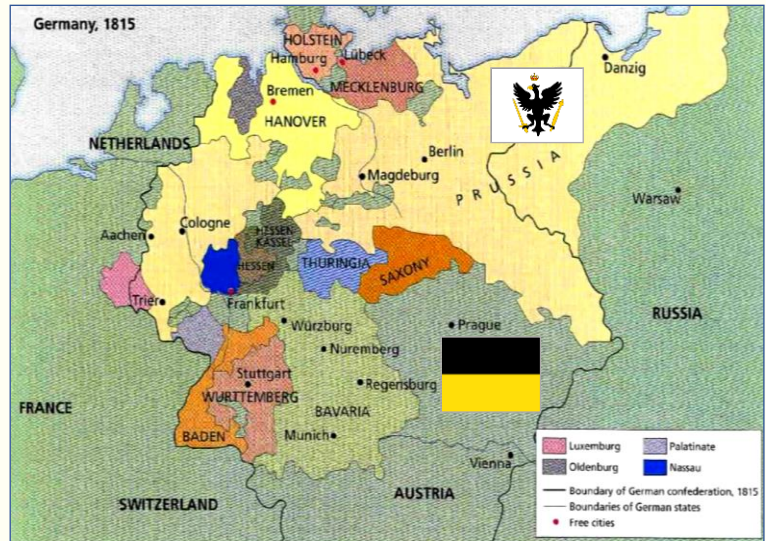 Germany, 1815
HOLSTEIN
Hamburg
Lübeck
MECKLENBURG
Bremen
HANOVER
Danzig
NETHERLANDS
Berlin
Magdeburg
PRUSSIA
Warsaw
Aachen
Cologne
HESSEN
KASSEL
HESSEN
THURINGIA
SAXONY
Trier
Frankfurt
RUSSIA
Würzburg
Prague
Nuremberg
Stuttgart
WURTTEMBERG
Regensburg
FRANCE
BAVARIA
BADEN
Munich
Vienna
SWITZERLAND
AUSTRIA
Luxemburg
Palatinate
Oldenburg
Nassau
Boundary of German confederation, 1815
Boundaries of German states
Free cities